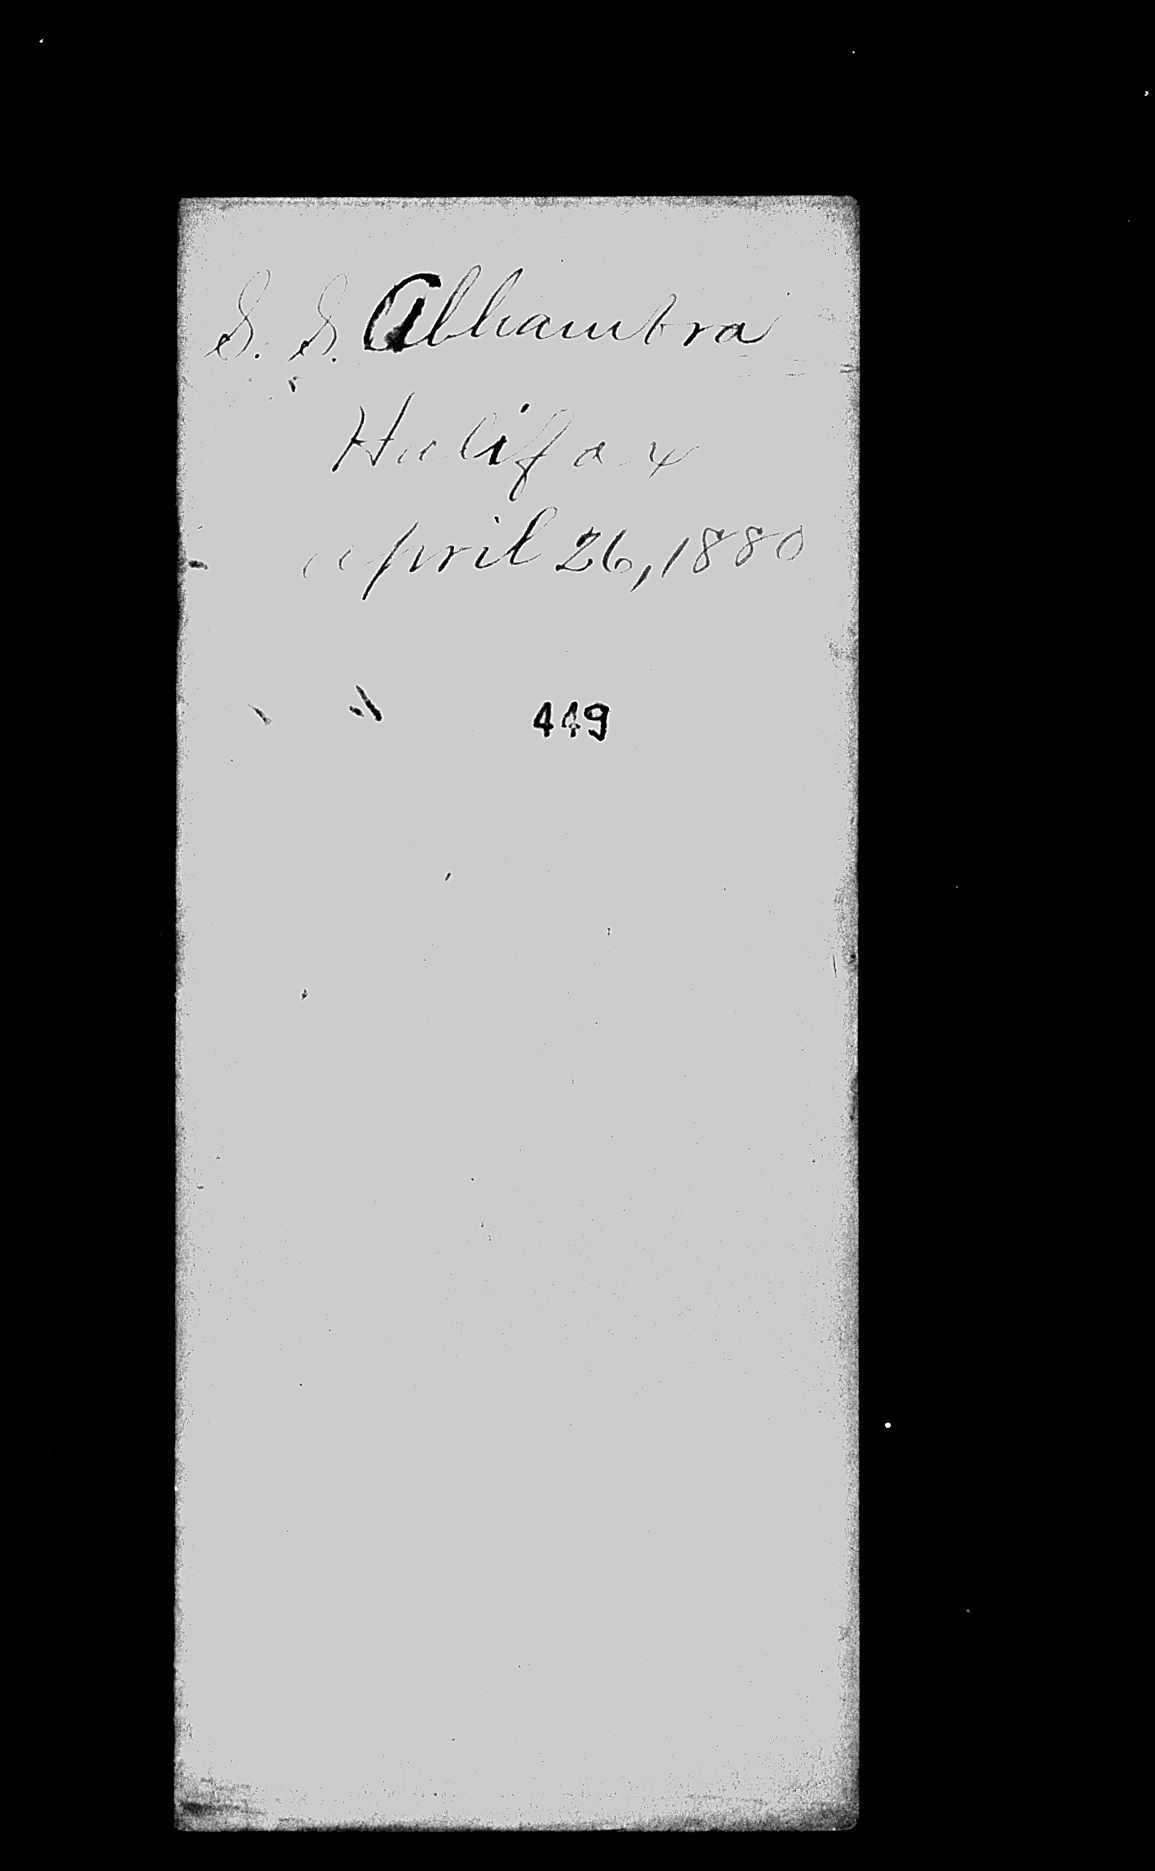 S. S. Alhambra
Halifax
April 26, 1880
449